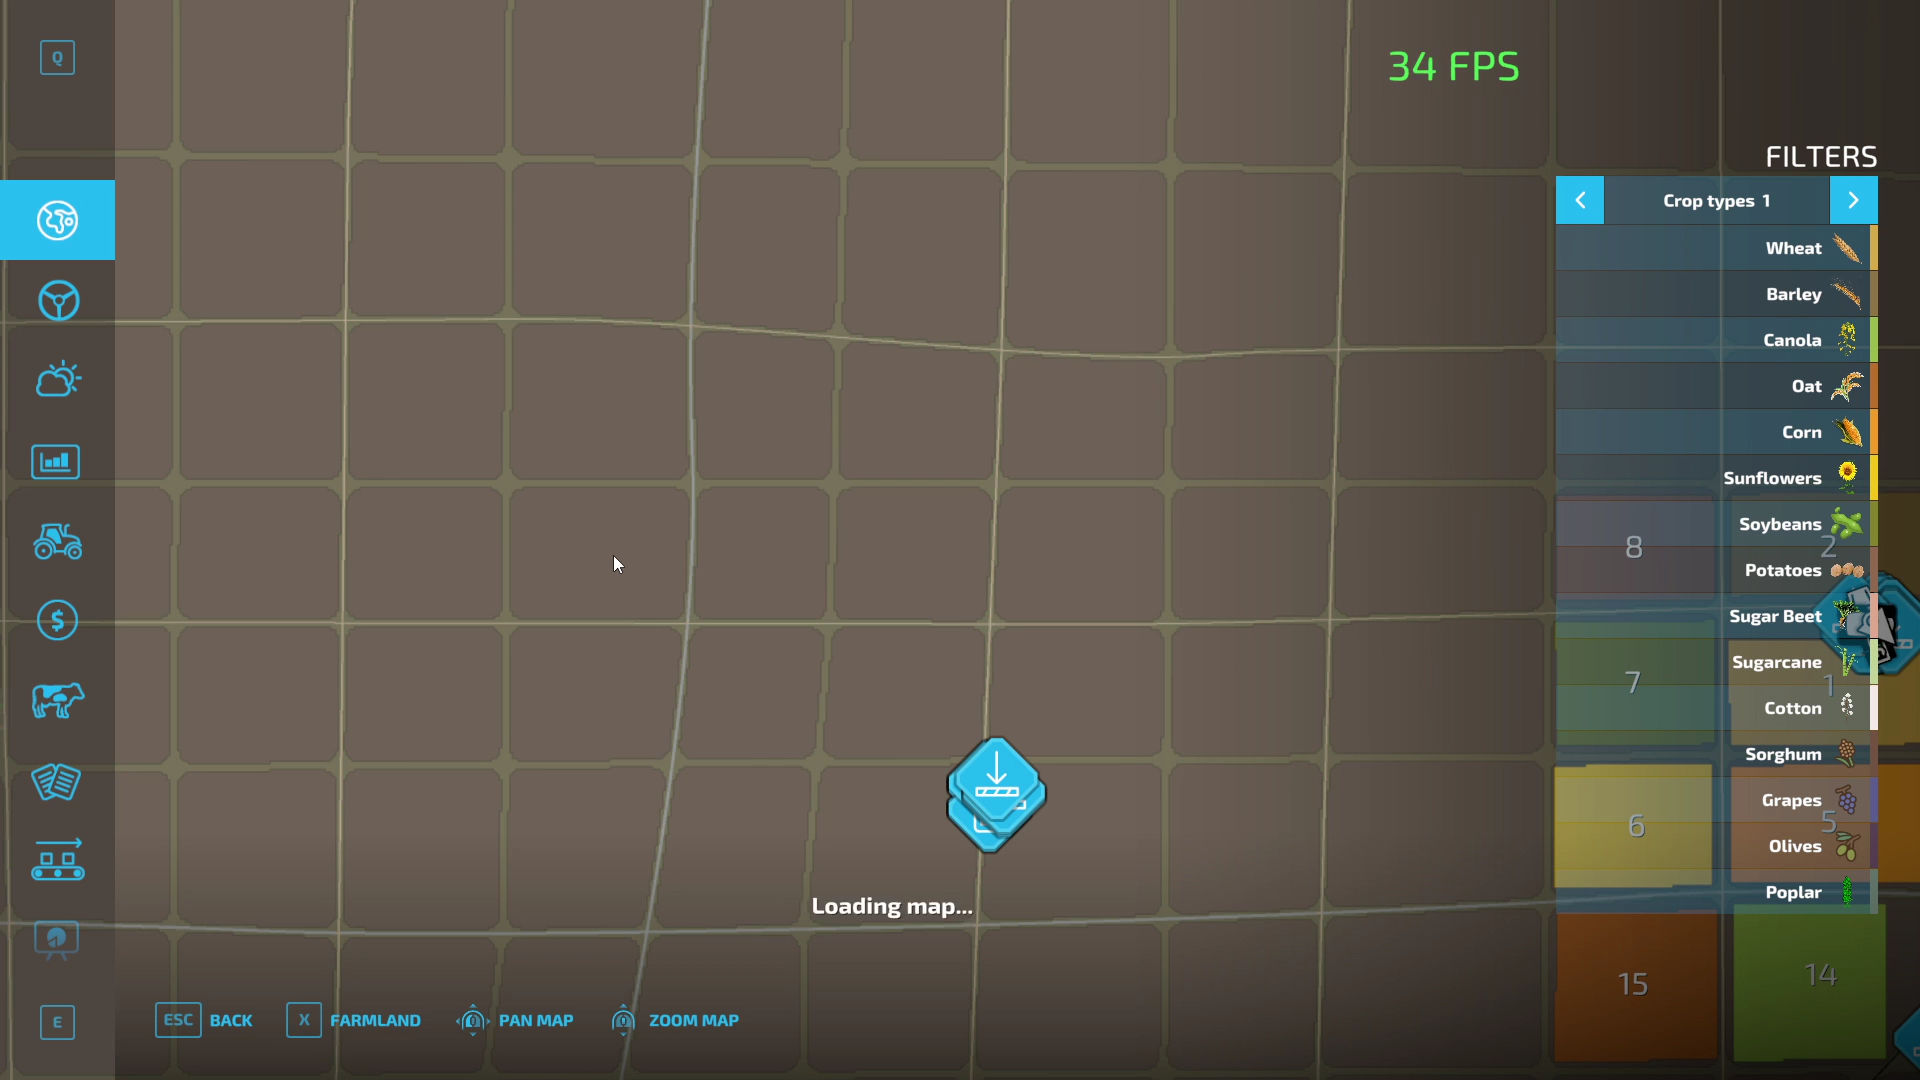 Q
34 FPS
FILTERS
Crop types 1
Wheat
Barley
Canola
Oat
Corn
Sunflowers
Soybeans
8
2
Potatoes
Sugar Beet
Sugarcane
7
1
Cotton
Sorghum
Grapes
6
5
Olives
Poplar
Loading map...
15
14
ESC BACK
X FARMLAND
PAN MAP
ZOOM MAP
E